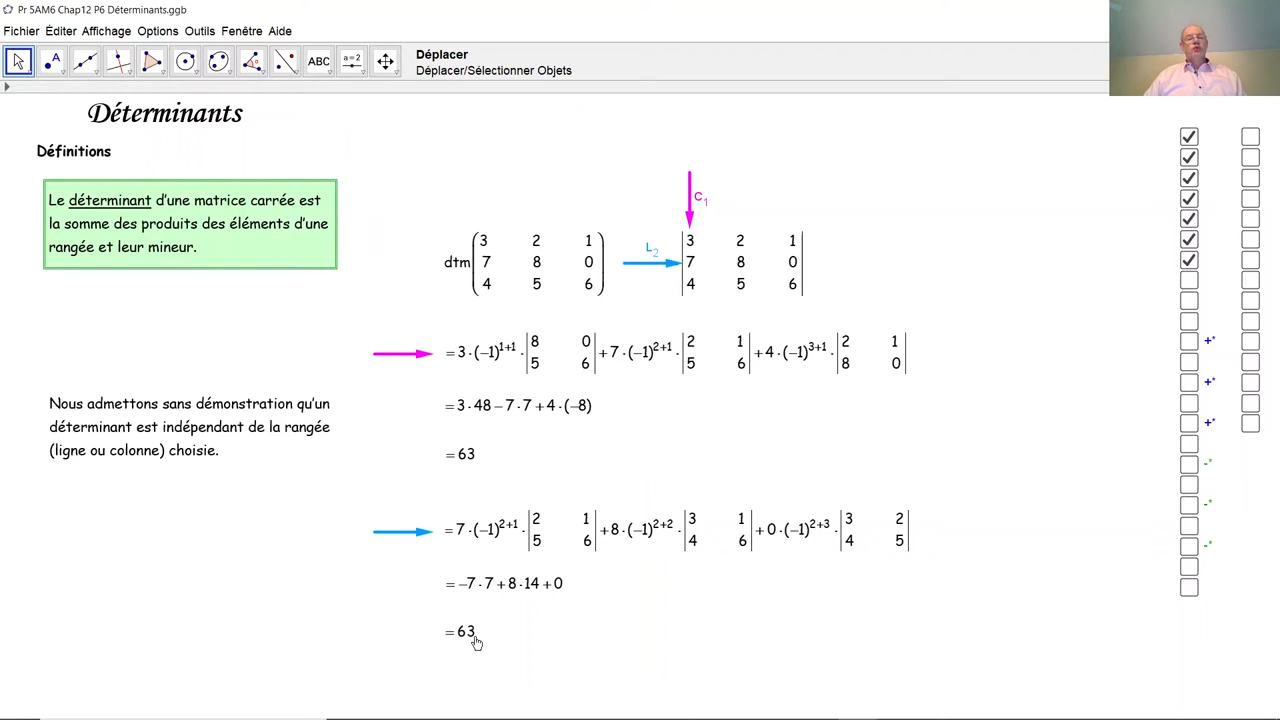 Pr 5AM6 Chap12 P6 Déterminants.ggb
Fichier Éditer Affichage Options Outils Fenêtre Aide
A ABC a=2
Déplacer
Déplacer/Sélectionner Objets
Déterminants
Définitions
Le déterminant d'une matrice carrée est
la somme des produits des éléments d'une
rangée et leur mineur.
C1
L2
dtm(3 2 1
7 8 0
4 5 6)
|3 2 1
7 8 0
4 5 6|
=3·(−1)^1+1·|8 0 5 6|+7·(−1)^2+1·|2 1 5 6|+4·(−1)^3+1·|2 1 8 0|
=3·48−7·7+4·(−8)
=63
Nous admettons sans démonstration qu'un
déterminant est indépendant de la rangée
(ligne ou colonne) choisie.
=7·(−1)^2+1·|2 1 5 6|+8·(−1)^2+2·|3 1 4 6|+0·(−1)^2+3·|3 2 4 5|
=−7·7+8·14+0
=63
+*
+*
+*
-*
-*
-*